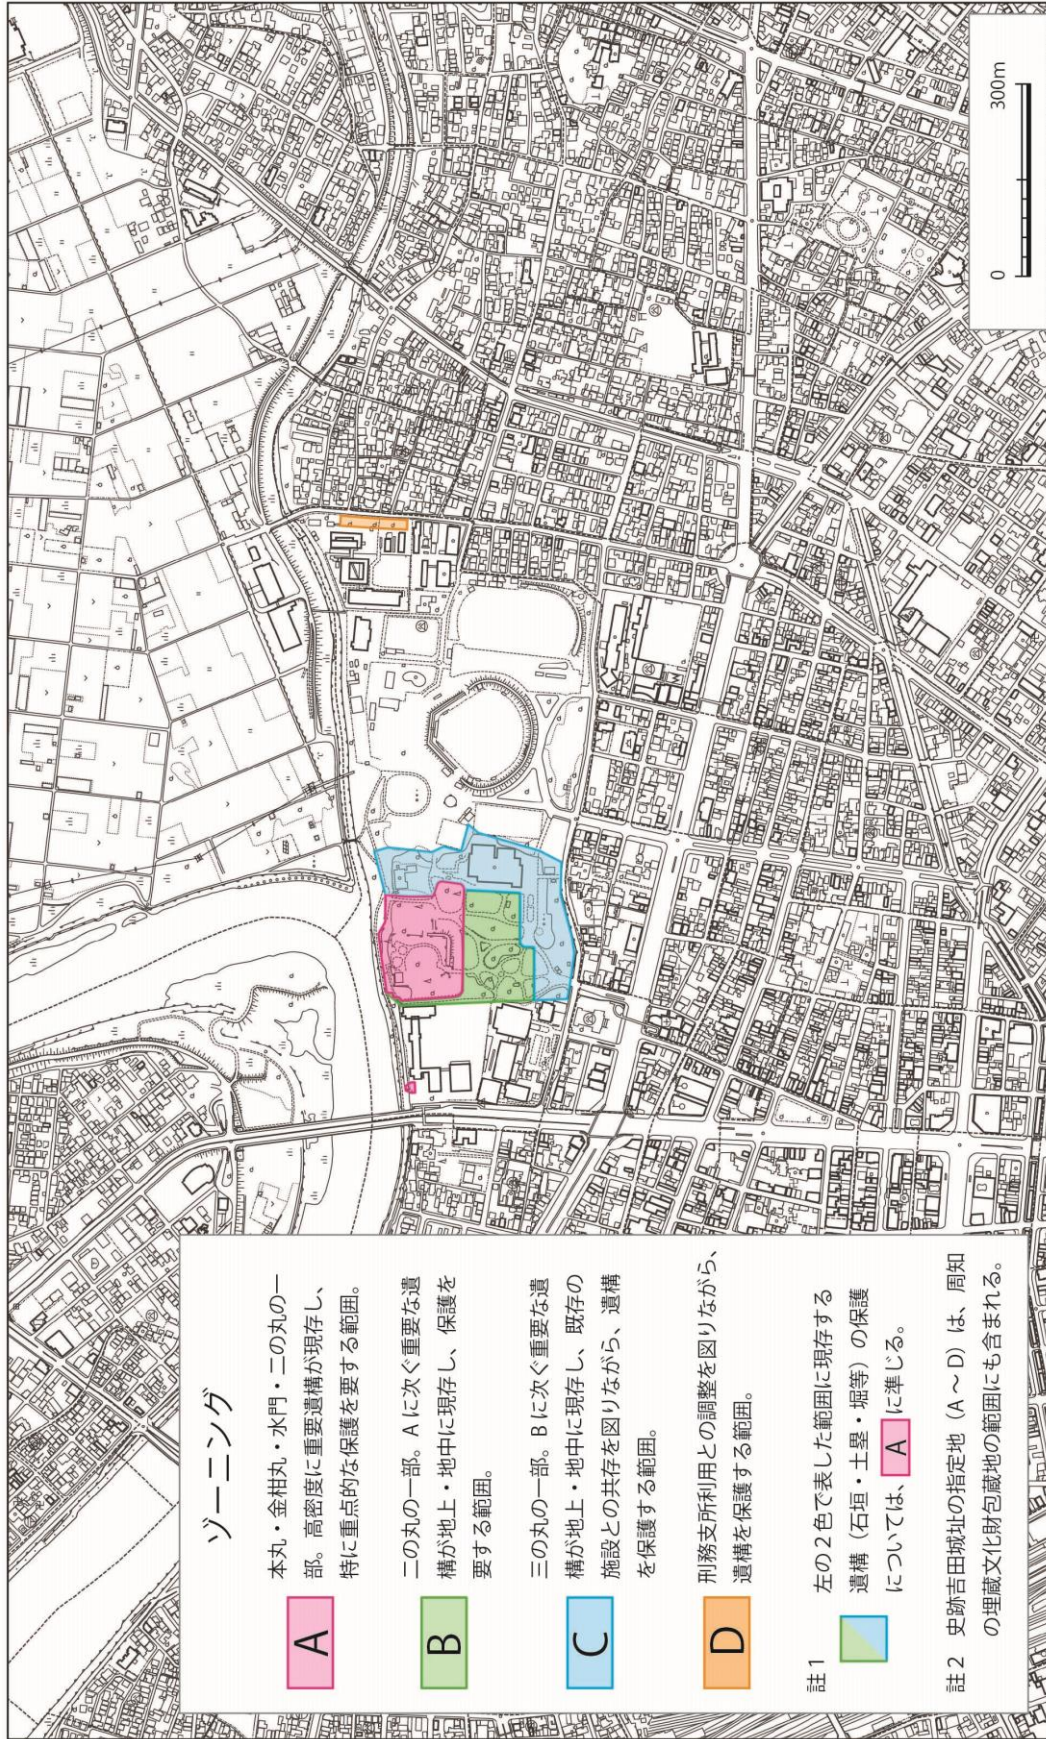 ゾーニング
A
本丸・金柑丸・水門・二の丸の一
部。高密度に重要遺構が現存し、
特に重点的な保護を要する範囲。
B
二の丸の一部。Aに次ぐ重要な遺
構が地上・地中に現存し、保護を
要する範囲。
C
三の丸の一部。Bに次ぐ重要な遺
構が地上・地中に現存し、既存の
施設との共存を図りながら、遺構
を保護する範囲。
D
刑務支所利用との調整を図りながら、
遺構を保護する範囲。
註1 左の2色で表した範囲に現存する
遺構（石垣・土塁・堀等）の保護
については、A に準じる。
註2 史跡吉田城址の指定地（A～D）は、周知
の埋蔵文化財包蔵地の範囲にも含まれる。
0 300m